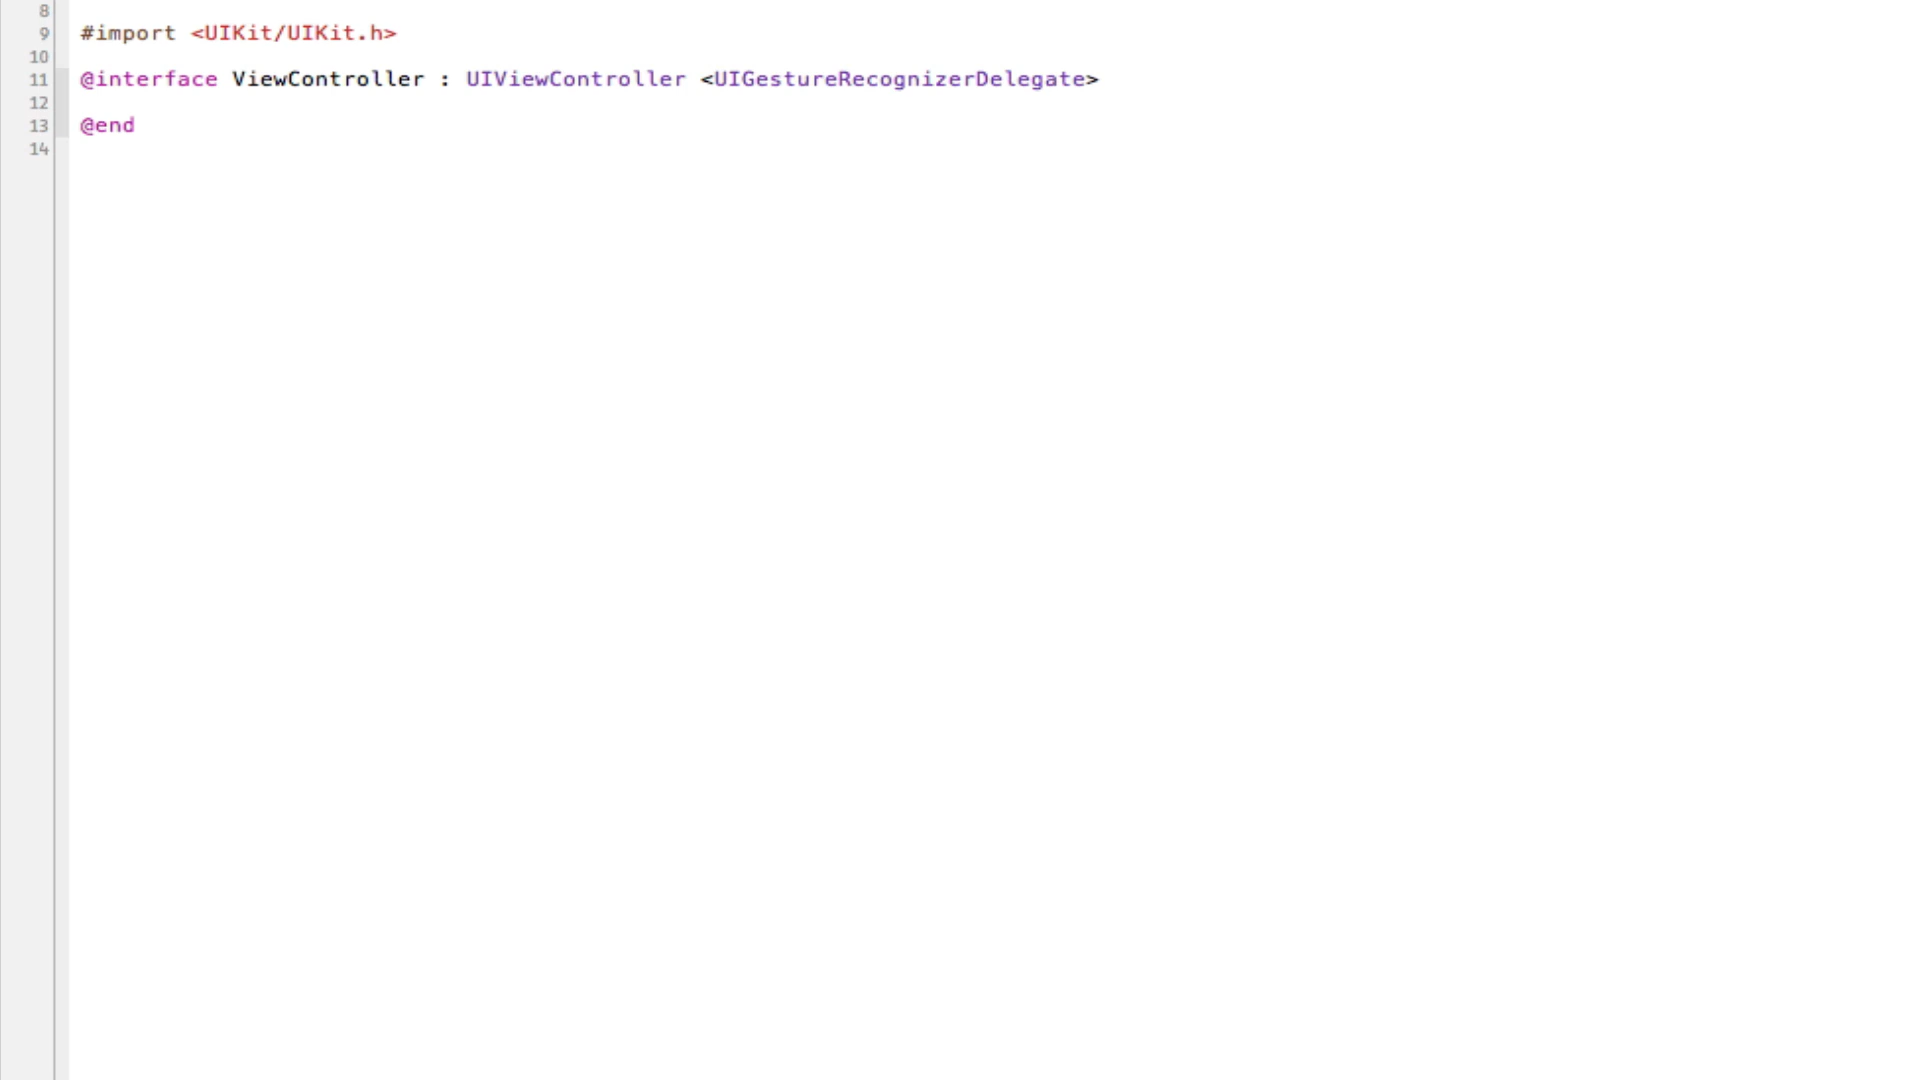 8
9 #import <UIKit/UIKit.h>
10
11 @interface ViewController : UIViewController <UIGestureRecognizerDelegate>
12
13 @end
14